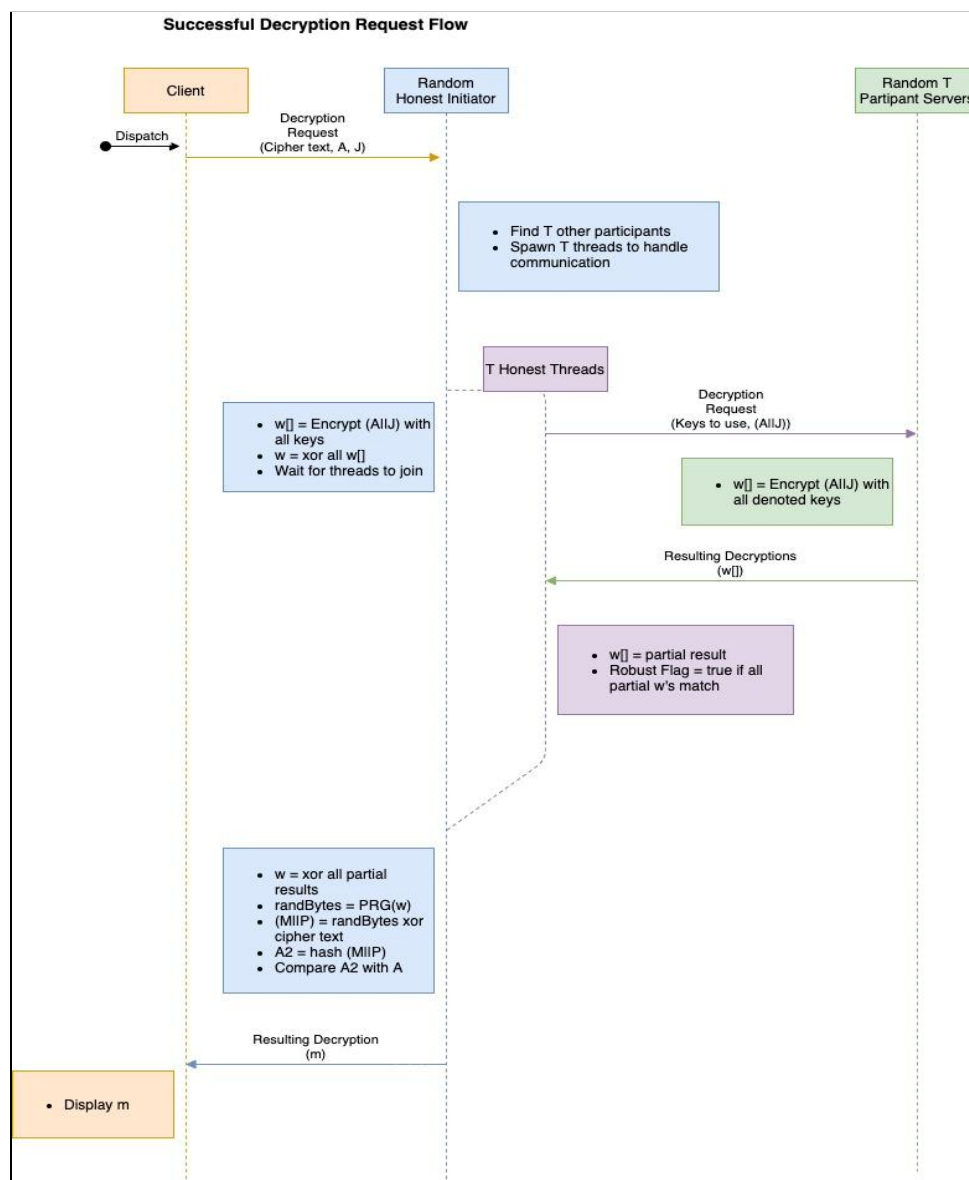 Successful Decryption Request Flow
Client
Random
Honest Initiator
Random T
Partipant Servers
Dispatch
Decryption
Request
(Cipher text, A, J)
• Find T other participants
• Spawn T threads to handle
communication
T Honest Threads
• w[] = Encrypt (A||J) with
all keys
• w = xor all w[]
• Wait for threads to join
Decryption
Request
(Keys to use, (A||J))
• w[] = Encrypt (A||J) with
all denoted keys
Resulting Decryptions
(w[])
• w[] = partial result
• Robust Flag = true if all
partial w's match
• w = xor all partial
results
• randBytes = PRG(w)
• (M||P) = randBytes xor
cipher text
• A2 = hash (M||P)
• Compare A2 with A
Resulting Decryption
(m)
• Display m